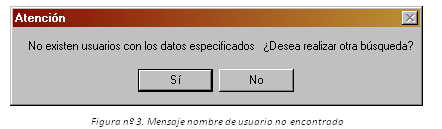 Atención
No existen usuarios con los datos especificados   ¿Desea realizar otra búsqueda?
Sí
No
Figura nº 3. Mensaje nombre de usuario no encontrado